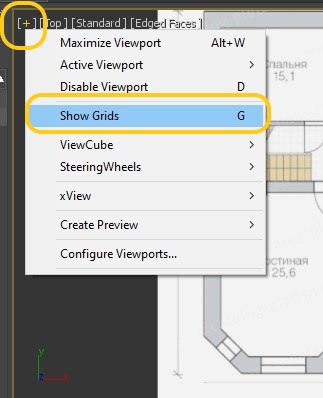 [+] [Top] [Standard] [Edged Faces]
Maximize Viewport Alt+W
Active Viewport >
Disable Viewport D
Show Grids G
ViewCube >
SteeringWheels >
xView >
Create Preview >
Configure Viewports...
Спальня
15,1
Гостиная
25,6
y